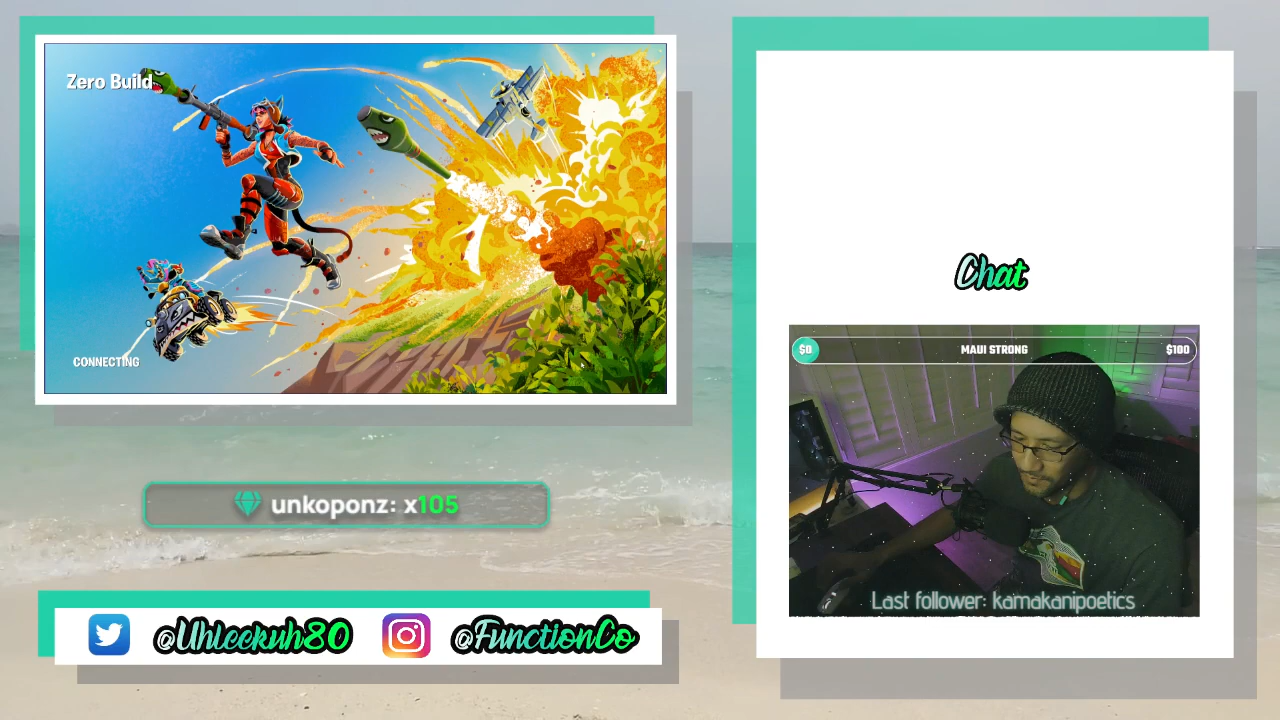 Zero Build
CONNECTING
Chat
$0
MAUI STRONG
$100
Last follower: kamakanipoetics
unkoponz: x105
@Uhleekuh80
@FunctionCo